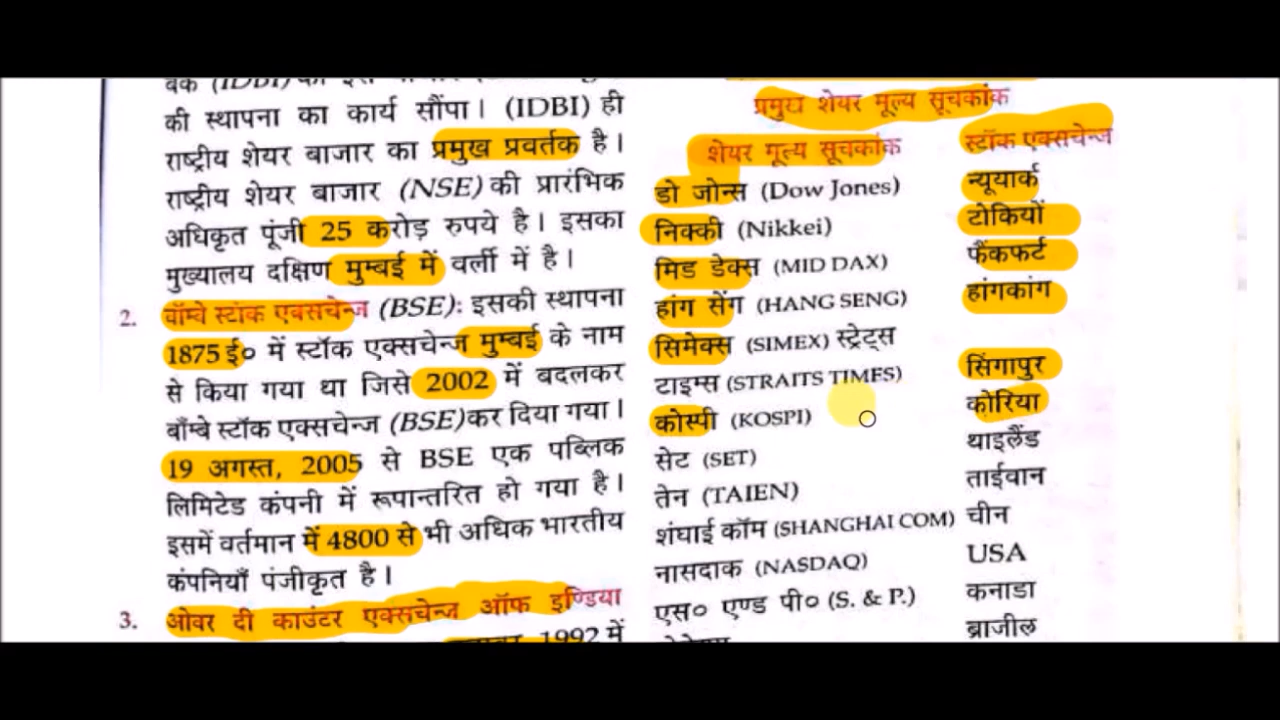 की स्थापना का कार्य सौंपा। (IDBI) ही
राष्ट्रीय शेयर बाजार का प्रमुख प्रवर्तक है।
राष्ट्रीय शेयर बाजार (NSE) की प्रारंभिक
अधिकृत पूंजी 25 करोड़ रुपये है। इसका
मुख्यालय दक्षिण मुम्बई में वर्ली में है।
2. बॉम्बे स्टॉक एक्सचेन्ज (BSE): इसकी स्थापना
1875 ई० में स्टॉक एक्सचेन्ज मुम्बई के नाम
से किया गया था जिसे 2002 में बदलकर
बॉम्बे स्टॉक एक्सचेन्ज (BSE) कर दिया गया।
19 अगस्त, 2005 से BSE एक पब्लिक
लिमिटेड कंपनी में रूपान्तरित हो गया है।
इसमें वर्तमान में 4800 से भी अधिक भारतीय
कंपनियाँ पंजीकृत है।
3. ओवर दी काउंटर एक्सचेन्ज ऑफ इण्डिया
1992 में
प्रमुख शेयर मूल्य सूचकांक
शेयर मूल्य सूचकांक स्टॉक एक्सचेन्ज
डो जोन्स (Dow Jones) न्यूयार्क
निक्की (Nikkei) टोकियों
मिड डेक्स (MID DAX) फैंकफर्ट
हांग सेंग (HANG SENG) हांगकांग
सिमेक्स (SIMEX) स्ट्रेट्स
टाइम्स (STRAITS TIMES) सिंगापुर
कोस्पी (KOSPI) कोरिया
सेट (SET) थाइलैंड
तेन (TAIEN) ताईवान
शंघाई कॉम (SHANGHAI COM) चीन
नासदाक (NASDAQ) USA
एस० एण्ड पी० (S. & P.) कनाडा
ब्राजील